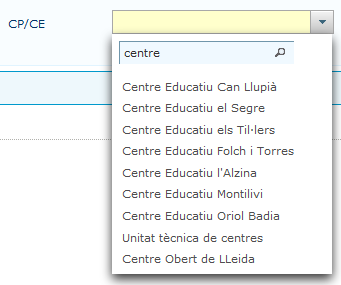 CP/CE
centre
Centre Educatiu Can Llupià
Centre Educatiu el Segre
Centre Educatiu els Til·lers
Centre Educatiu Folch i Torres
Centre Educatiu l'Alzina
Centre Educatiu Montilivi
Centre Educatiu Oriol Badia
Unitat tècnica de centres
Centre Obert de LLeida